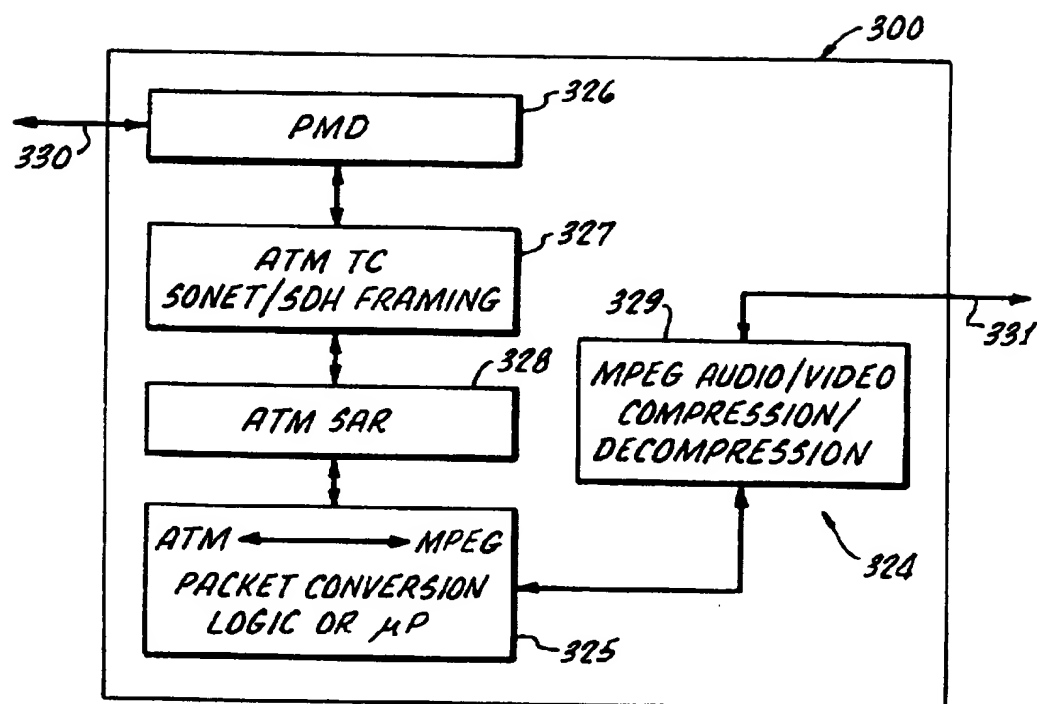 300
326
PMD
330
327
ATM TC
SONET/SDH FRAMING
331
329
328
MPEG AUDIO/VIDEO
COMPRESSION/
DECOMPRESSION
ATM SAR
324
ATM MPEG
PACKET CONVERSION
LOGIC OR μP
325